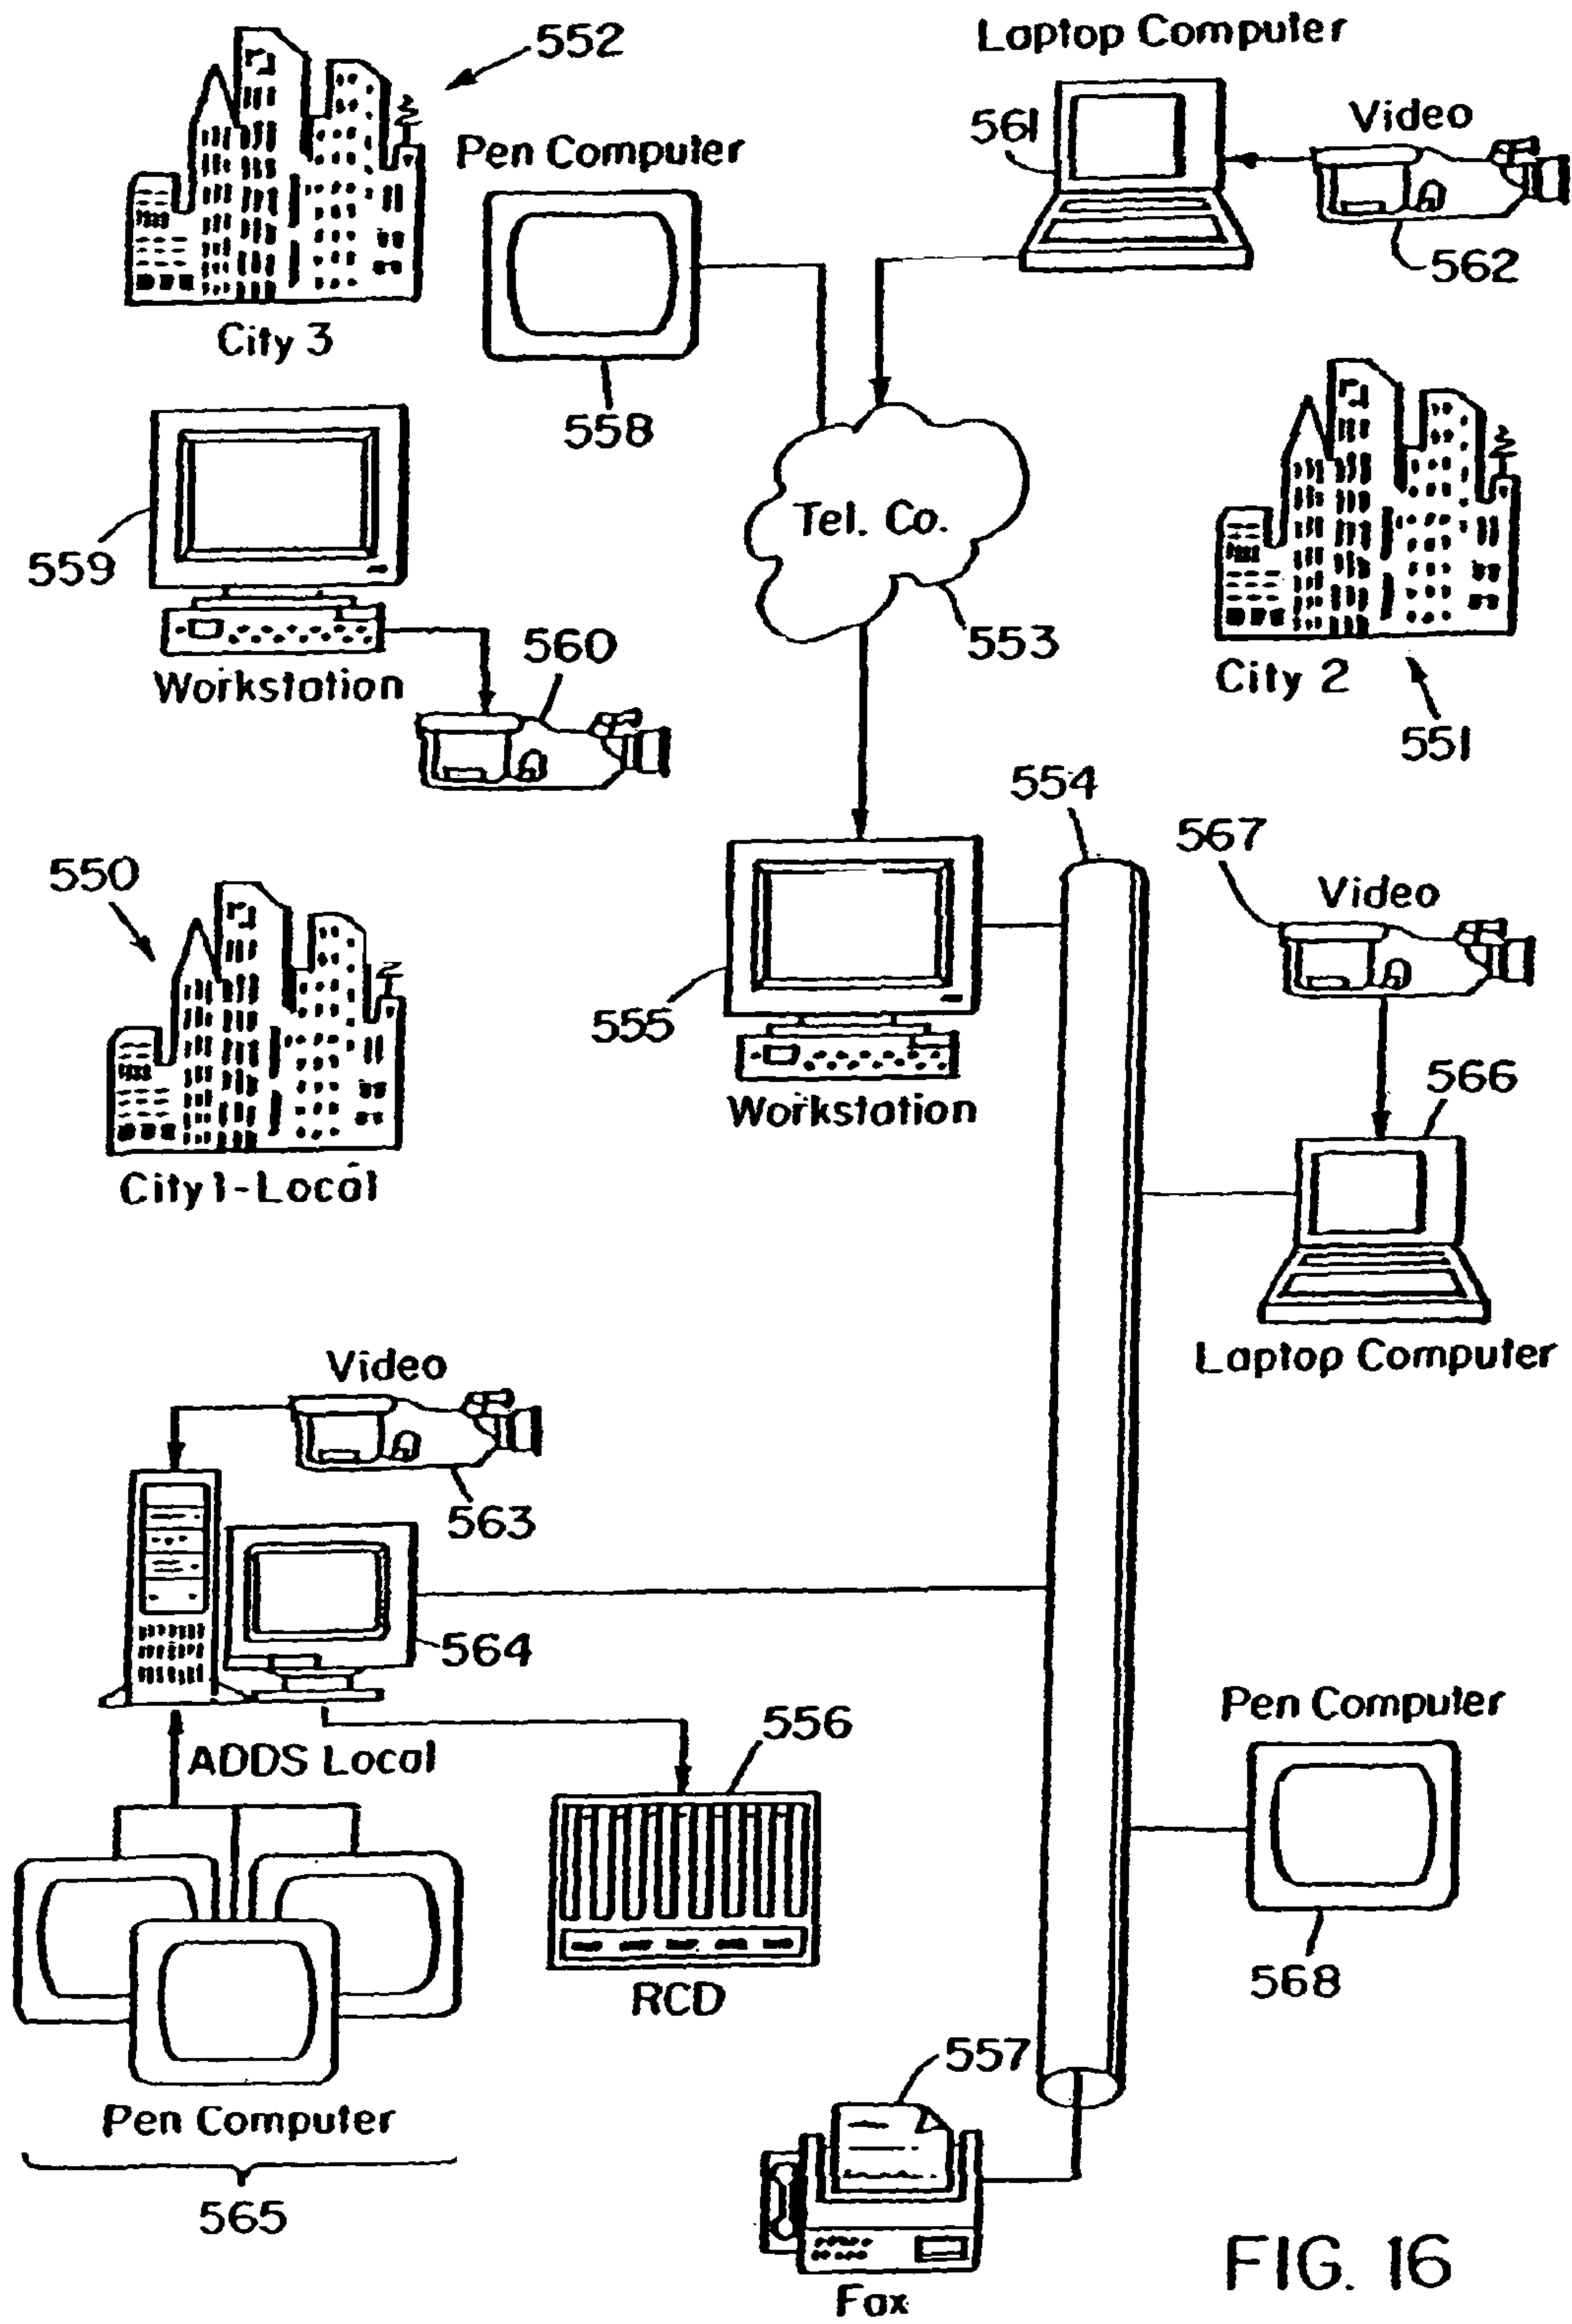 552
Laptop Computer
561
Video
Pen Computer
562
City 3
558
Tel. Co.
559
553
560
Workstation
City 2
551
554
567
550
Video
555
566
Workstation
City 1-Local
Laptop Computer
Video
563
564
Pen Computer
556
ADDS Local
568
RCD
557
Pen Computer
565
FIG. 16
Fax